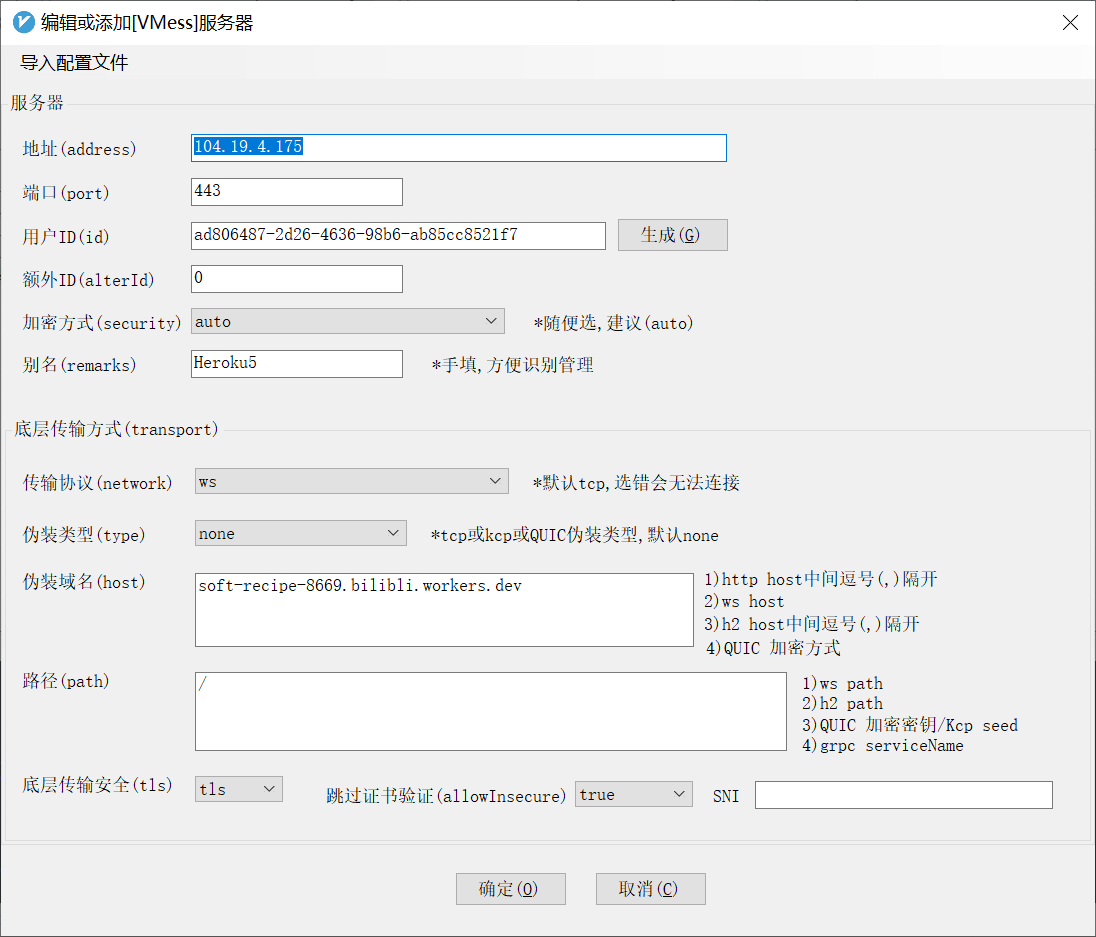 编辑或添加[VMess]服务器
导入配置文件
服务器
地址(address) 104.19.4.175
端口(port) 443
用户ID(id) ad806487-2d26-4636-98b6-ab85cc8521f7 生成(G)
额外ID(alterId) 0
加密方式(security) auto *随便选,建议(auto)
别名(remarks) Heroku5 *手填,方便识别管理
底层传输方式(transport)
传输协议(network) ws *默认tcp,选错会无法连接
伪装类型(type) none *tcp或kcp或QUIC伪装类型,默认none
伪装域名(host) soft-recipe-8669.bilibli.workers.dev 1)http host中间逗号(,)隔开
2)ws host
3)h2 host中间逗号(,)隔开
4)QUIC 加密方式
路径(path) / 1)ws path
2)h2 path
3)QUIC 加密密钥/Kcp seed
4)grpc serviceName
底层传输安全(tls) tls 跳过证书验证(allowInsecure) true SNI
确定(O) 取消(C)